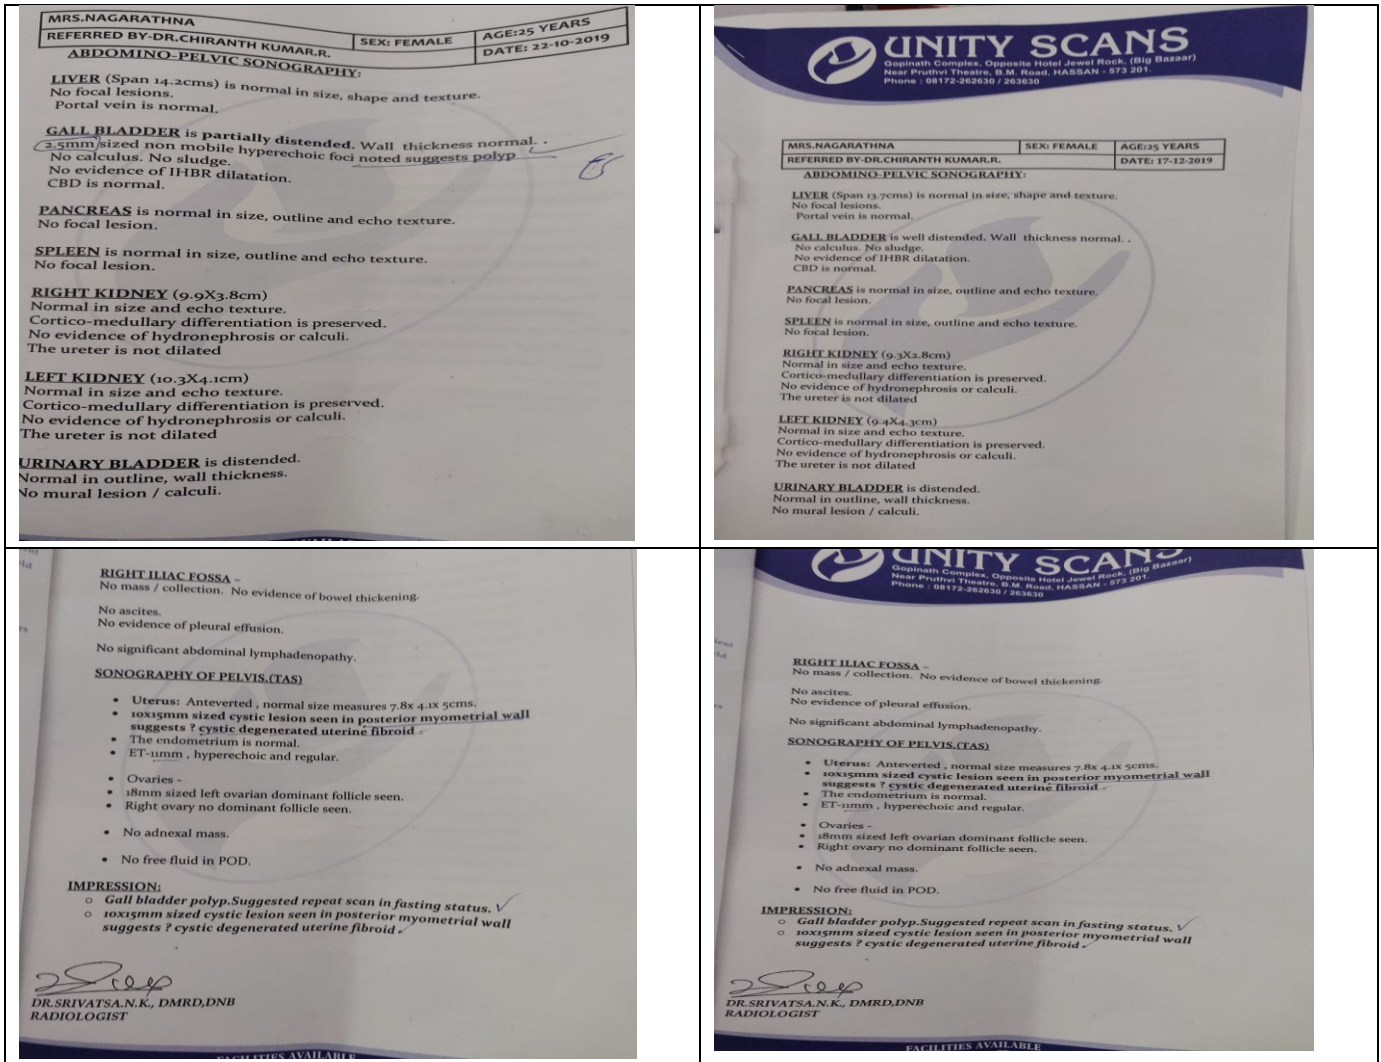 MRS.NAGARATHNA
REFERRED BY-DR.CHIRANTH KUMAR.R. SEX: FEMALE AGE:25 YEARS
DATE: 22-10-2019
ABDOMINO-PELVIC SONOGRAPHY:
LIVER (Span 14.2cms) is normal in size, shape and texture.
No focal lesions.
Portal vein is normal.
GALL BLADDER is partially distended. Wall thickness normal. .
2.5mm sized non mobile hyperechoic foci noted suggests polyp
No calculus. No sludge.
No evidence of IHBR dilatation.
CBD is normal.
PANCREAS is normal in size, outline and echo texture.
No focal lesion.
SPLEEN is normal in size, outline and echo texture.
No focal lesion.
RIGHT KIDNEY (9.9X3.8cm)
Normal in size and echo texture.
Cortico-medullary differentiation is preserved.
No evidence of hydronephrosis or calculi.
The ureter is not dilated
LEFT KIDNEY (10.3X4.1cm)
Normal in size and echo texture.
Cortico-medullary differentiation is preserved.
No evidence of hydronephrosis or calculi.
The ureter is not dilated
URINARY BLADDER is distended.
Normal in outline, wall thickness.
No mural lesion / calculi.
UNITY SCANS
Gopinath Complex, Opposite Hotel Jewel Rock, (Big Bazaar)
Near Pruthvi Theatre, B.M. Road, HASSAN - 573 201.
Phone : 08172-262630 / 263630
MRS.NAGARATHNA SEX: FEMALE AGE:25 YEARS
REFERRED BY-DR.CHIRANTH KUMAR.R. DATE: 17-12-2019
ABDOMINO-PELVIC SONOGRAPHY:
LIVER (Span 13.7cms) is normal in size, shape and texture.
No focal lesions.
Portal vein is normal.
GALL BLADDER is well distended. Wall thickness normal. .
No calculus. No sludge.
No evidence of IHBR dilatation.
CBD is normal.
PANCREAS is normal in size, outline and echo texture.
No focal lesion.
SPLEEN is normal in size, outline and echo texture.
No focal lesion.
RIGHT KIDNEY (9.3X2.8cm)
Normal in size and echo texture.
Cortico-medullary differentiation is preserved.
No evidence of hydronephrosis or calculi.
The ureter is not dilated
LEFT KIDNEY (9.4X4.3cm)
Normal in size and echo texture.
Cortico-medullary differentiation is preserved.
No evidence of hydronephrosis or calculi.
The ureter is not dilated
URINARY BLADDER is distended.
Normal in outline, wall thickness.
No mural lesion / calculi.
RIGHT ILIAC FOSSA –
No mass / collection. No evidence of bowel thickening.
No ascites.
No evidence of pleural effusion.
No significant abdominal lymphadenopathy.
SONOGRAPHY OF PELVIS.(TAS)
• Uterus: Anteverted , normal size measures 7.8x 4.1x 5cms.
• 10x15mm sized cystic lesion seen in posterior myometrial wall
suggests ? cystic degenerated uterine fibroid
• The endometrium is normal.
• ET-11mm , hyperechoic and regular.
• Ovaries -
• 18mm sized left ovarian dominant follicle seen.
• Right ovary no dominant follicle seen.
• No adnexal mass.
• No free fluid in POD.
IMPRESSION:
o Gall bladder polyp.Suggested repeat scan in fasting status.
o 10x15mm sized cystic lesion seen in posterior myometrial wall
suggests ? cystic degenerated uterine fibroid
DR.SRIVATSA.N.K., DMRD,DNB
RADIOLOGIST
FACILITIES AVAILABLE
UNITY SCANS
Gopinath Complex, Opposite Hotel Jewel Rock, (Big Bazaar)
Near Pruthvi Theatre, B.M. Road, HASSAN - 573 201.
Phone : 08172-262630 / 263630
RIGHT ILIAC FOSSA –
No mass / collection. No evidence of bowel thickening.
No ascites.
No evidence of pleural effusion.
No significant abdominal lymphadenopathy.
SONOGRAPHY OF PELVIS.(TAS)
• Uterus: Anteverted , normal size measures 7.8x 4.1x 5cms.
• 10x15mm sized cystic lesion seen in posterior myometrial wall
suggests ? cystic degenerated uterine fibroid
• The endometrium is normal.
• ET-11mm , hyperechoic and regular.
• Ovaries -
• 18mm sized left ovarian dominant follicle seen.
• Right ovary no dominant follicle seen.
• No adnexal mass.
• No free fluid in POD.
IMPRESSION:
o Gall bladder polyp.Suggested repeat scan in fasting status.
o 10x15mm sized cystic lesion seen in posterior myometrial wall
suggests ? cystic degenerated uterine fibroid
DR.SRIVATSA.N.K., DMRD,DNB
RADIOLOGIST
FACILITIES AVAILABLE